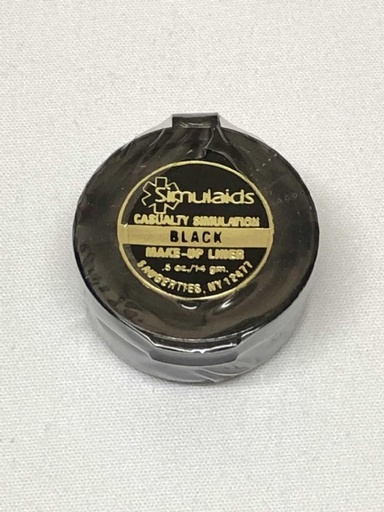 Simulaids
CASUALTY SIMULATION
BLACK
MAKE-UP LINER
.5 oz./14 gm.
SAUGERTIES, NY 12477